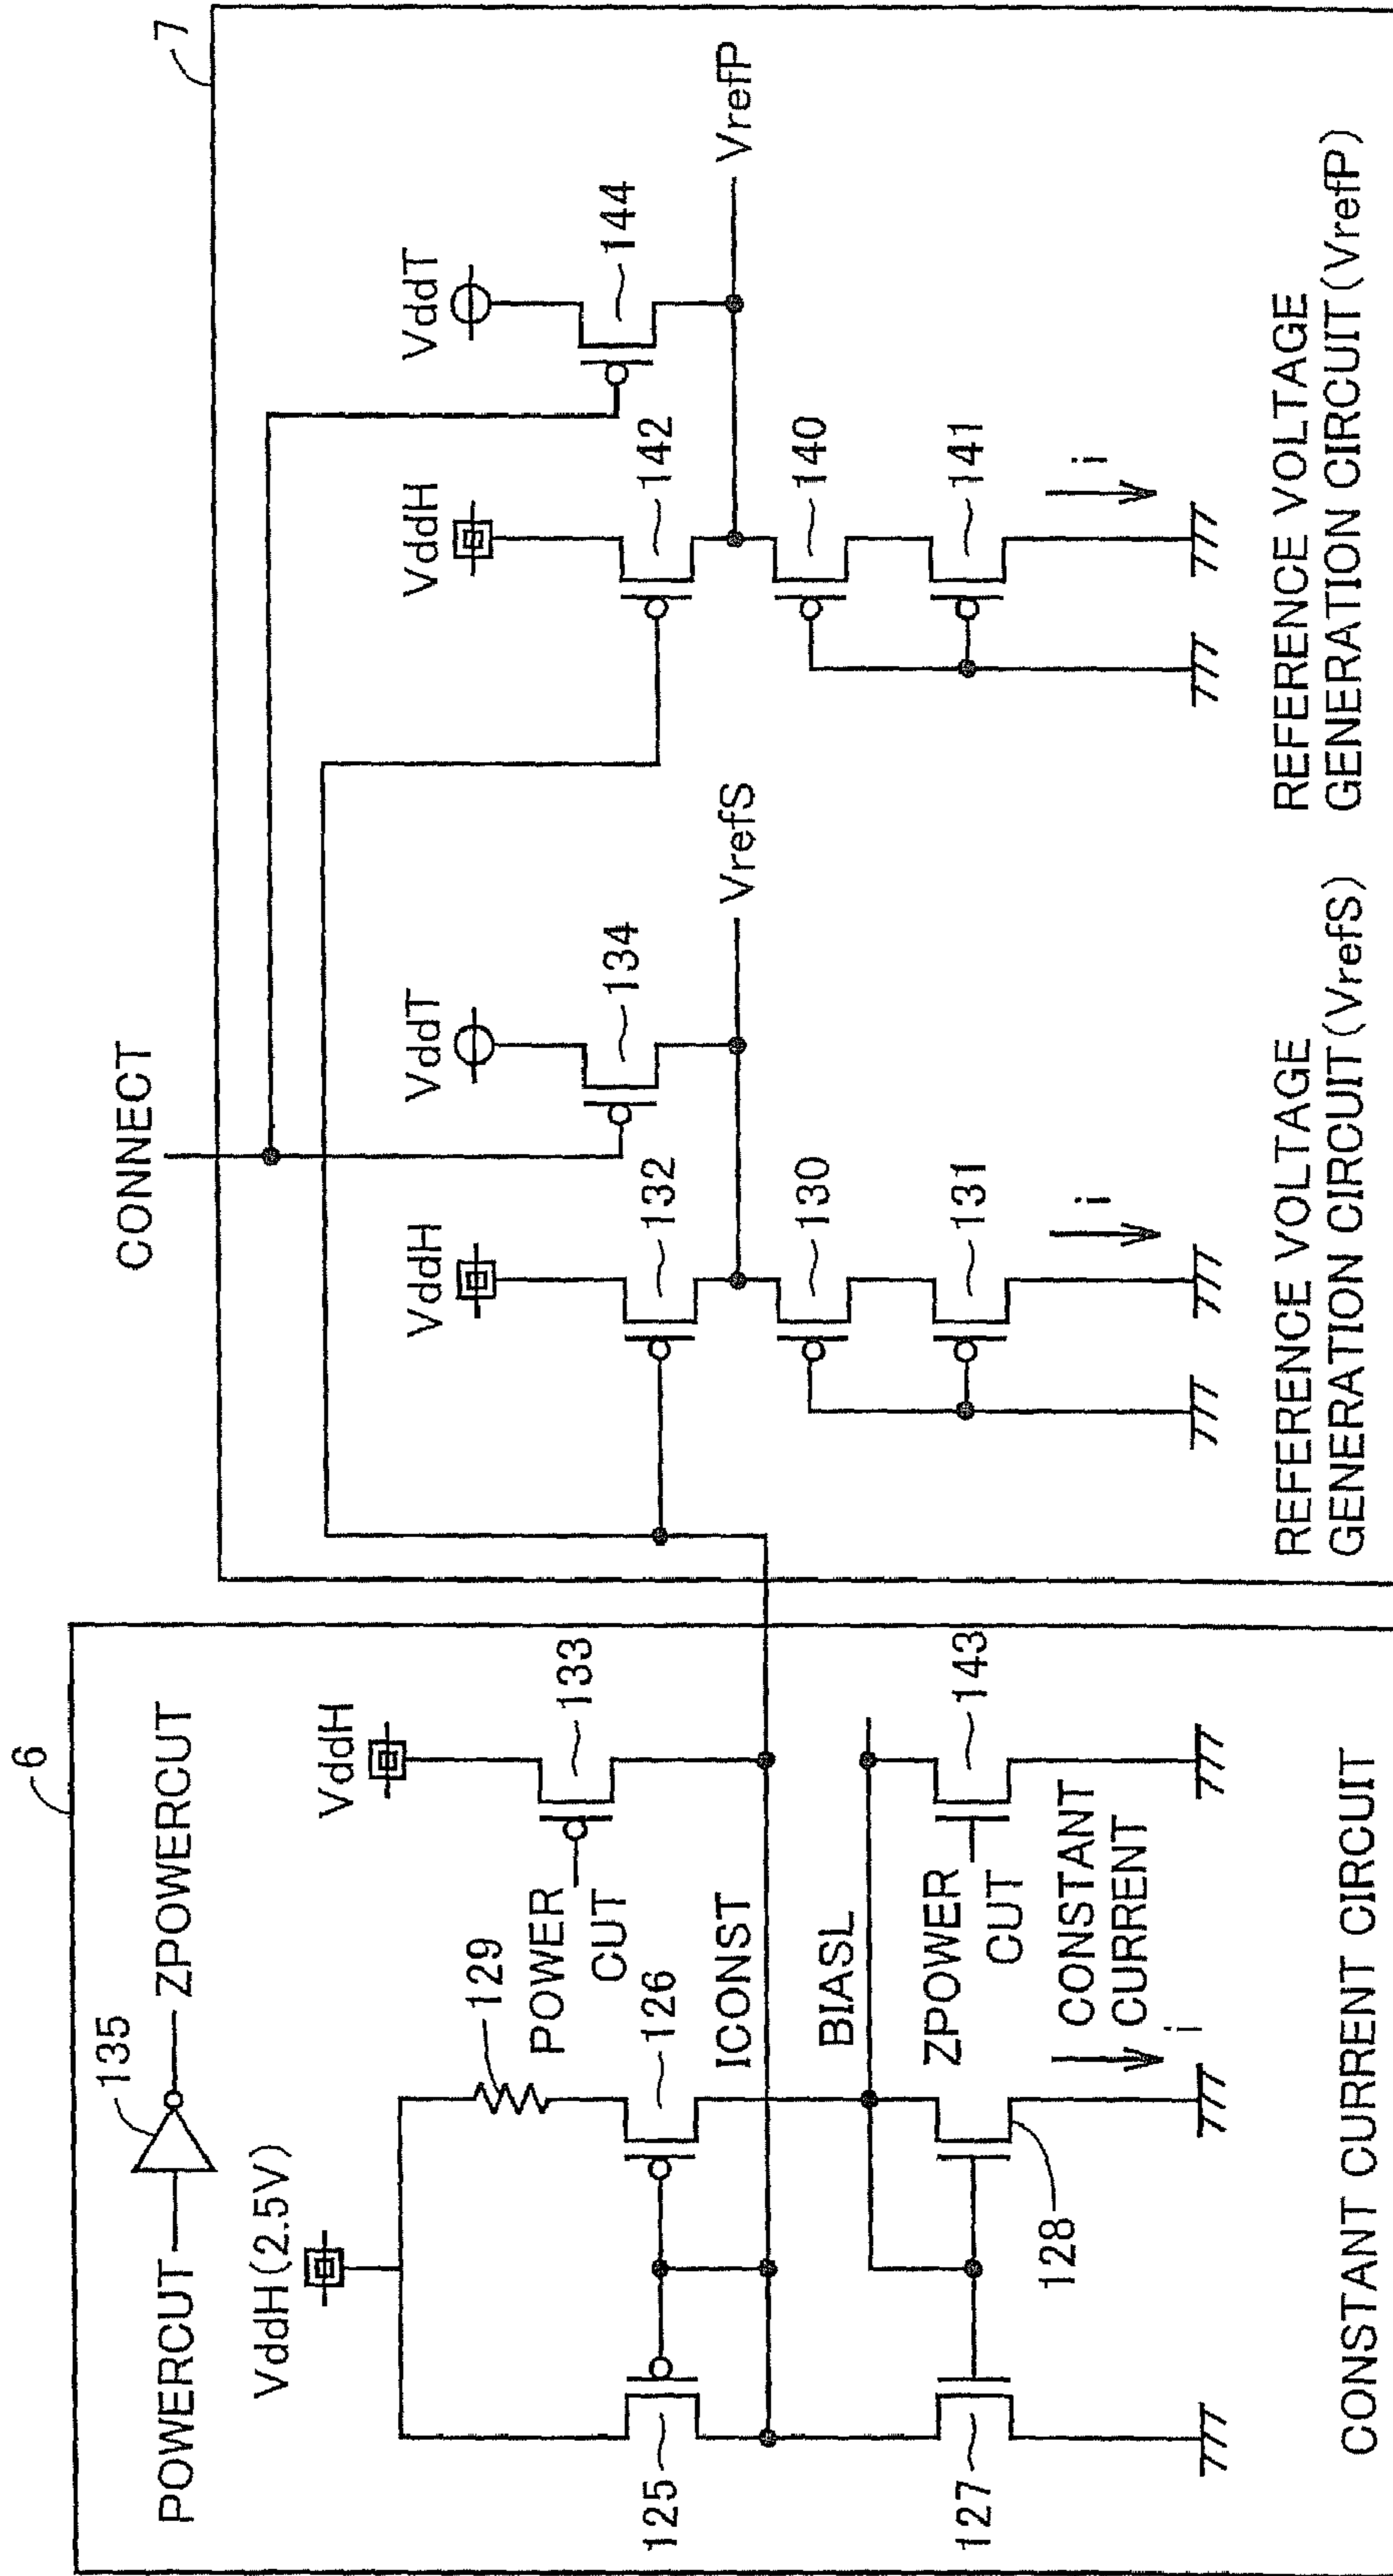 6
POWERCUT
135
ZPOWERCUT
VddH(2.5V)
129
VddH
POWER
CUT
133
125
126
ICONST
BIASL
127
128
ZPOWER
CUT
143
CONSTANT
CURRENT
i
CONSTANT CURRENT CIRCUIT
7
CONNECT
VddH
132
VddT
134
VrefS
130
131
i
REFERENCE VOLTAGE
GENERATION CIRCUIT(VrefS)
VddH
142
VddT
144
VrefP
140
141
i
REFERENCE VOLTAGE
GENERATION CIRCUIT(VrefP)